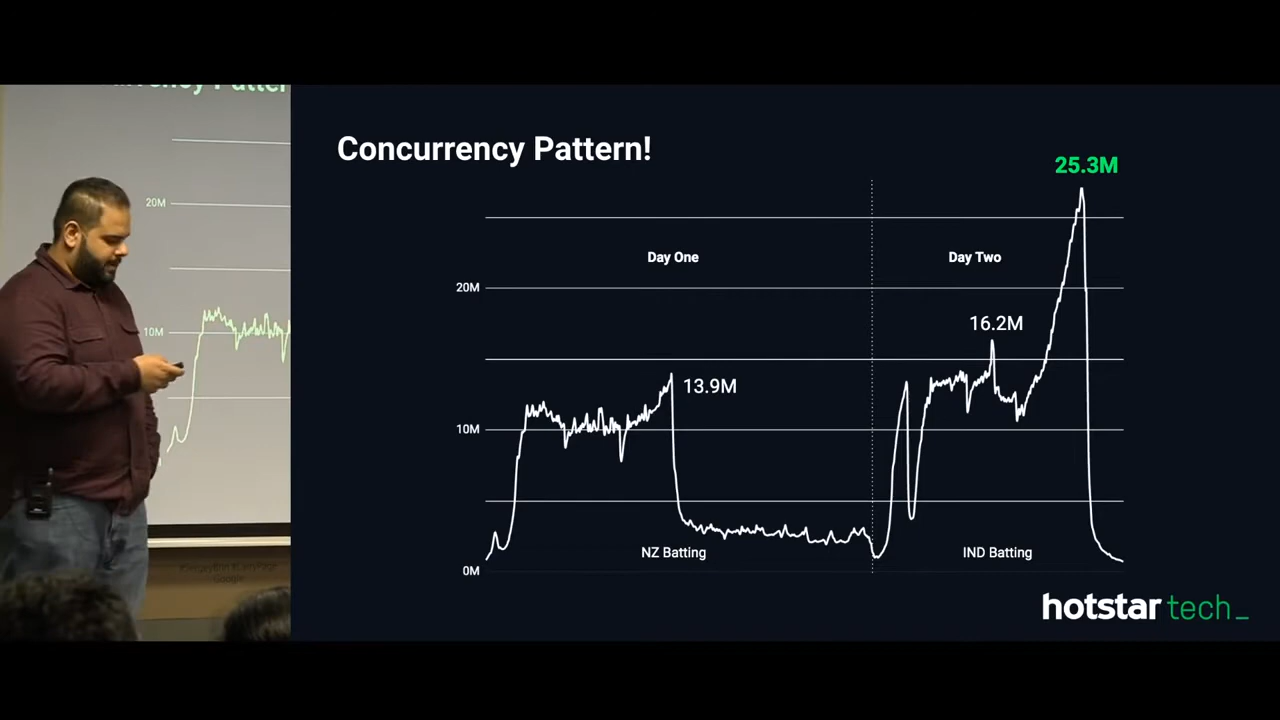 Concurrency Pattern!
25.3M
Day One
Day Two
20M
16.2M
13.9M
10M
NZ Batting
IND Batting
0M
hotstar tech_
20M
10M
Google